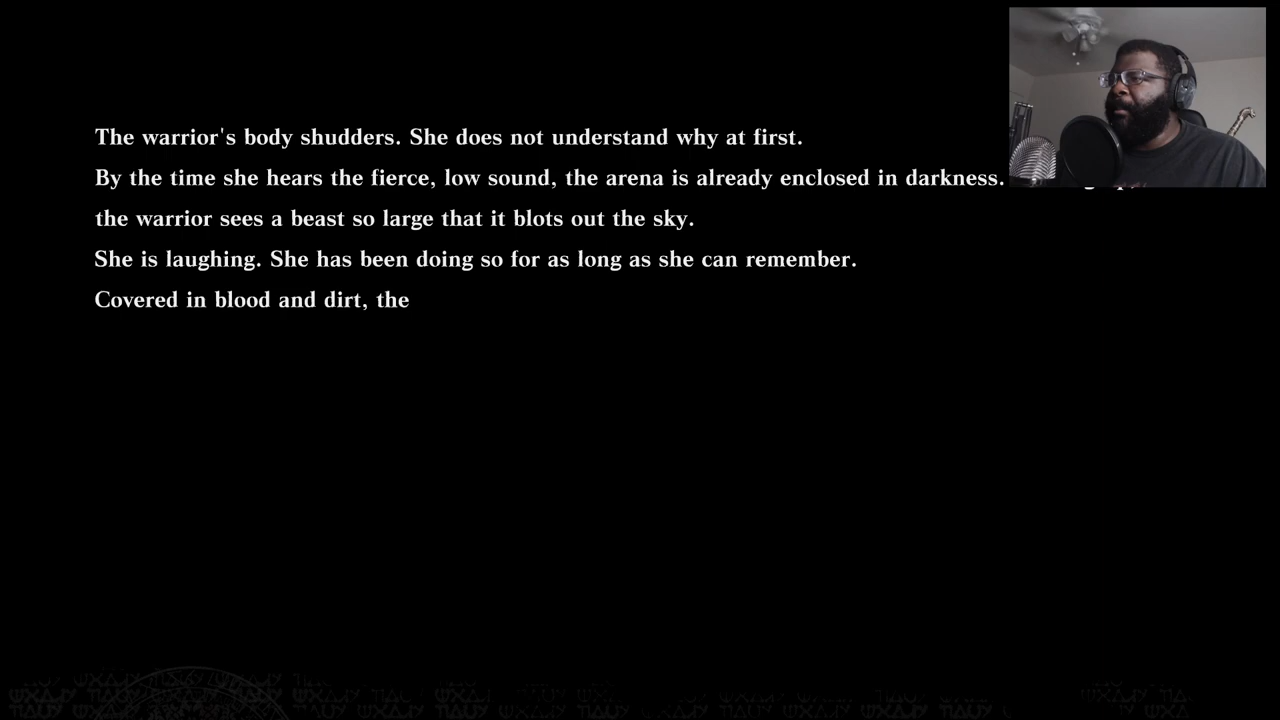 The warrior's body shudders. She does not understand why at first.
By the time she hears the fierce, low sound, the arena is already enclosed in darkness.
the warrior sees a beast so large that it blots out the sky.
She is laughing. She has been doing so for as long as she can remember.
Covered in blood and dirt, the